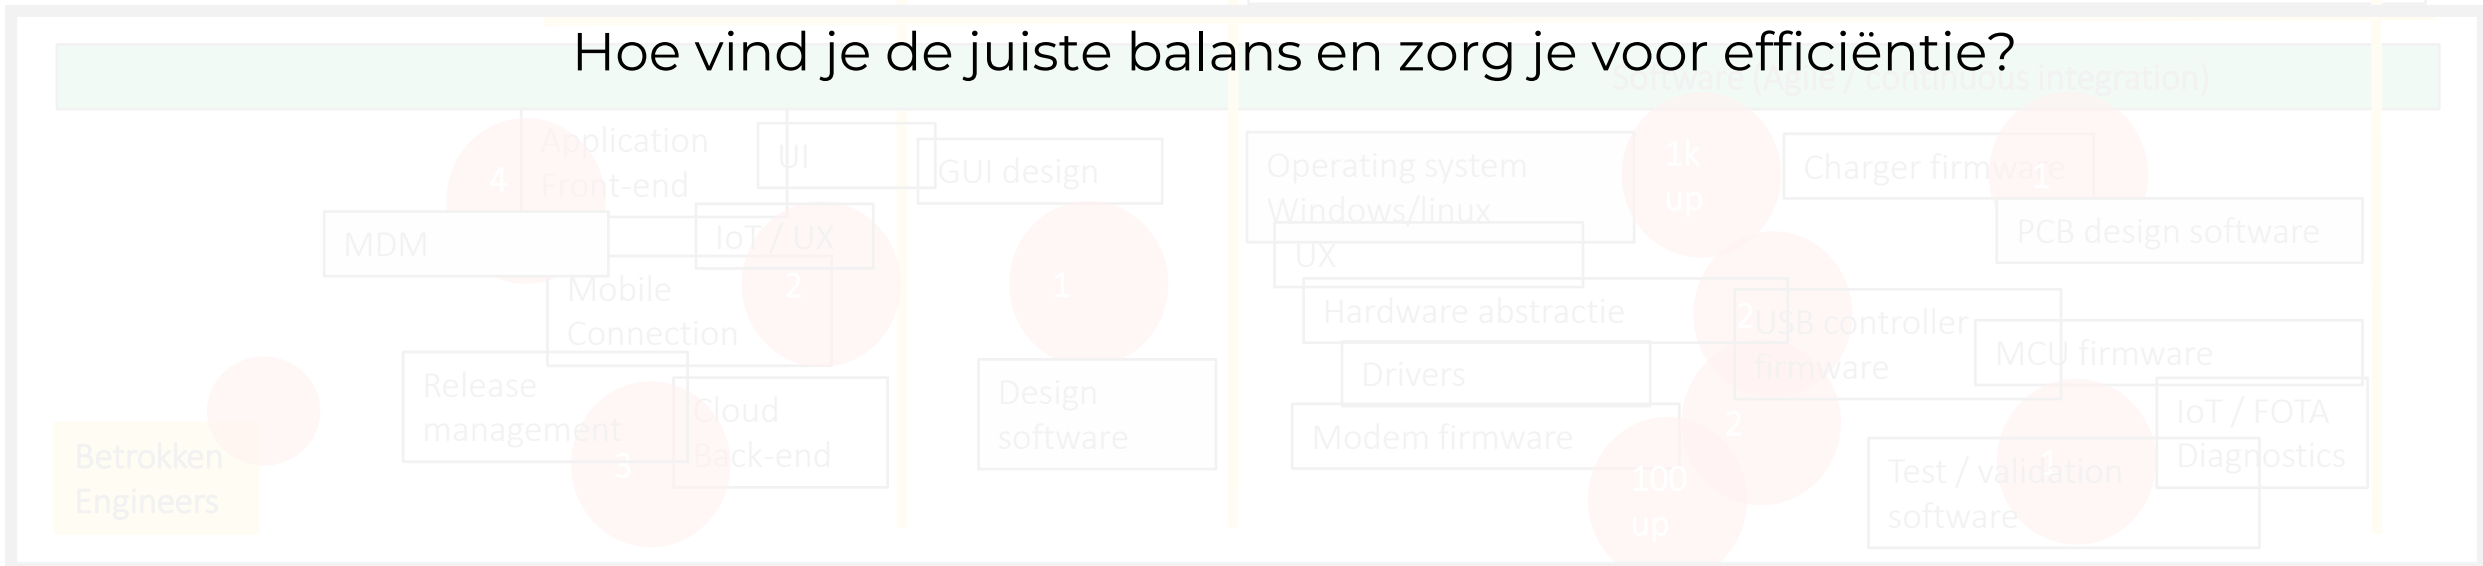 Hoe vind je de juiste balans en zorg je voor efficiëntie?
Software (Agile / continuous integration)
Application
Front-end
UI
GUI design
4
MDM
IoT / UX
2
1
Mobile
Connection
Release
management
Cloud
Back-end
3
Design
software
Betrokken
Engineers
Operating system
Windows/linux
1k
up
Charger firmware
1
PCB design software
UX
Hardware abstractie
2
USB controller
firmware
MCU firmware
Drivers
2
Modem firmware
100
up
IoT / FOTA
Diagnostics
Test / validation
software
1